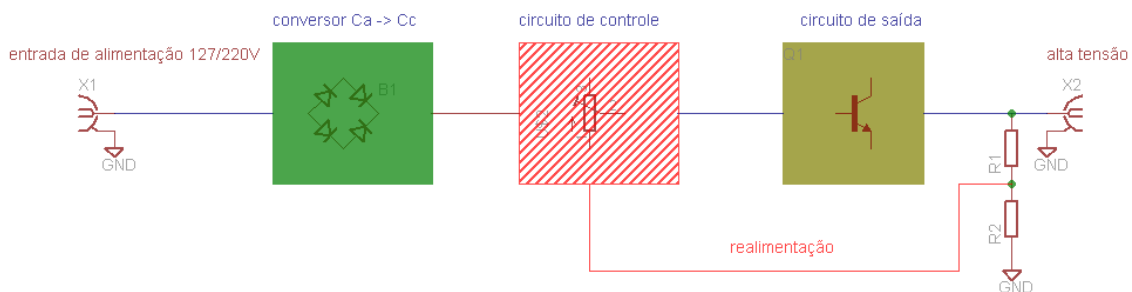 conversor Ca -> Cc
circuito de controle
circuito de saída
entrada de alimentação 127/220V
Q1
alta tensão
X1
B1
X2
GND
R1
GND
R2
realimentação
GND